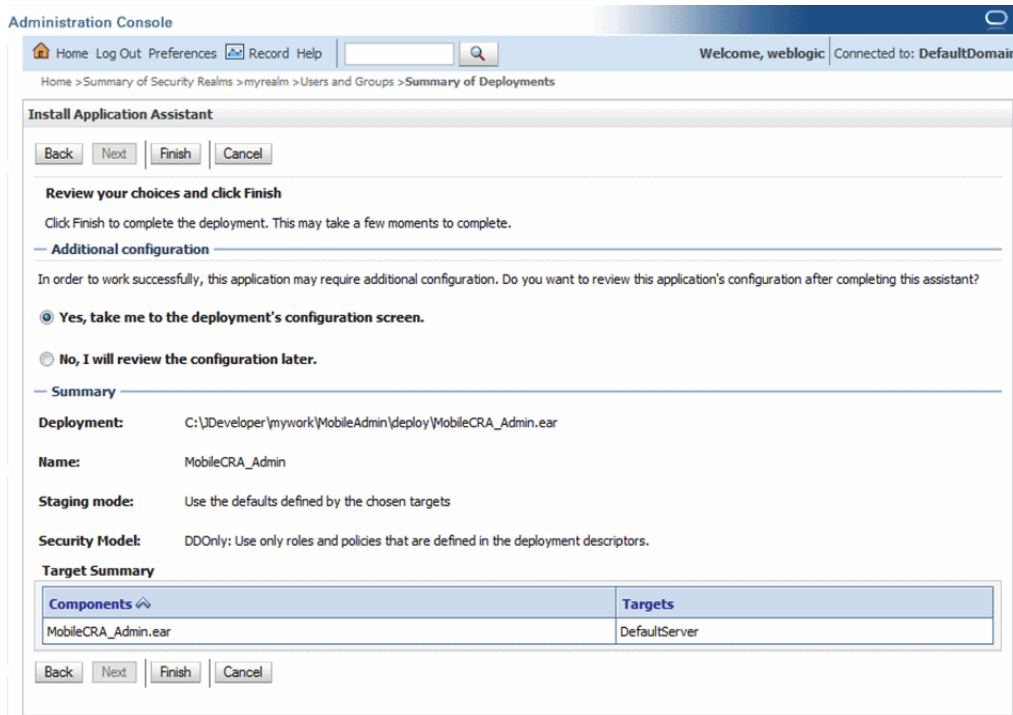 Administration Console
Home Log Out Preferences Record Help
Welcome, weblogic Connected to: DefaultDomain
Home >Summary of Security Realms >myrealm >Users and Groups >Summary of Deployments
Install Application Assistant
Back Next Finish Cancel
Review your choices and click Finish
Click Finish to complete the deployment. This may take a few moments to complete.
Additional configuration
In order to work successfully, this application may require additional configuration. Do you want to review this application's configuration after completing this assistant?
Yes, take me to the deployment's configuration screen.
No, I will review the configuration later.
Summary
Deployment: C:\JDeveloper\mywork\MobileAdmin\deploy\MobileCRA_Admin.ear
Name: MobileCRA_Admin
Staging mode: Use the defaults defined by the chosen targets
Security Model: DDOnly: Use only roles and policies that are defined in the deployment descriptors.
Target Summary
Components Targets
MobileCRA_Admin.ear DefaultServer
Back Next Finish Cancel